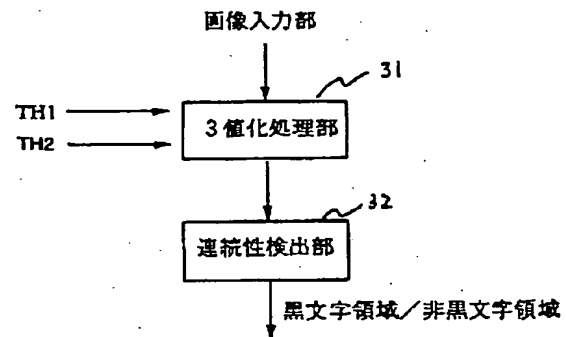 画像入力部
31
TH1
3値化処理部
TH2
32
連続性検出部
黒文字領域/非黒文字領域